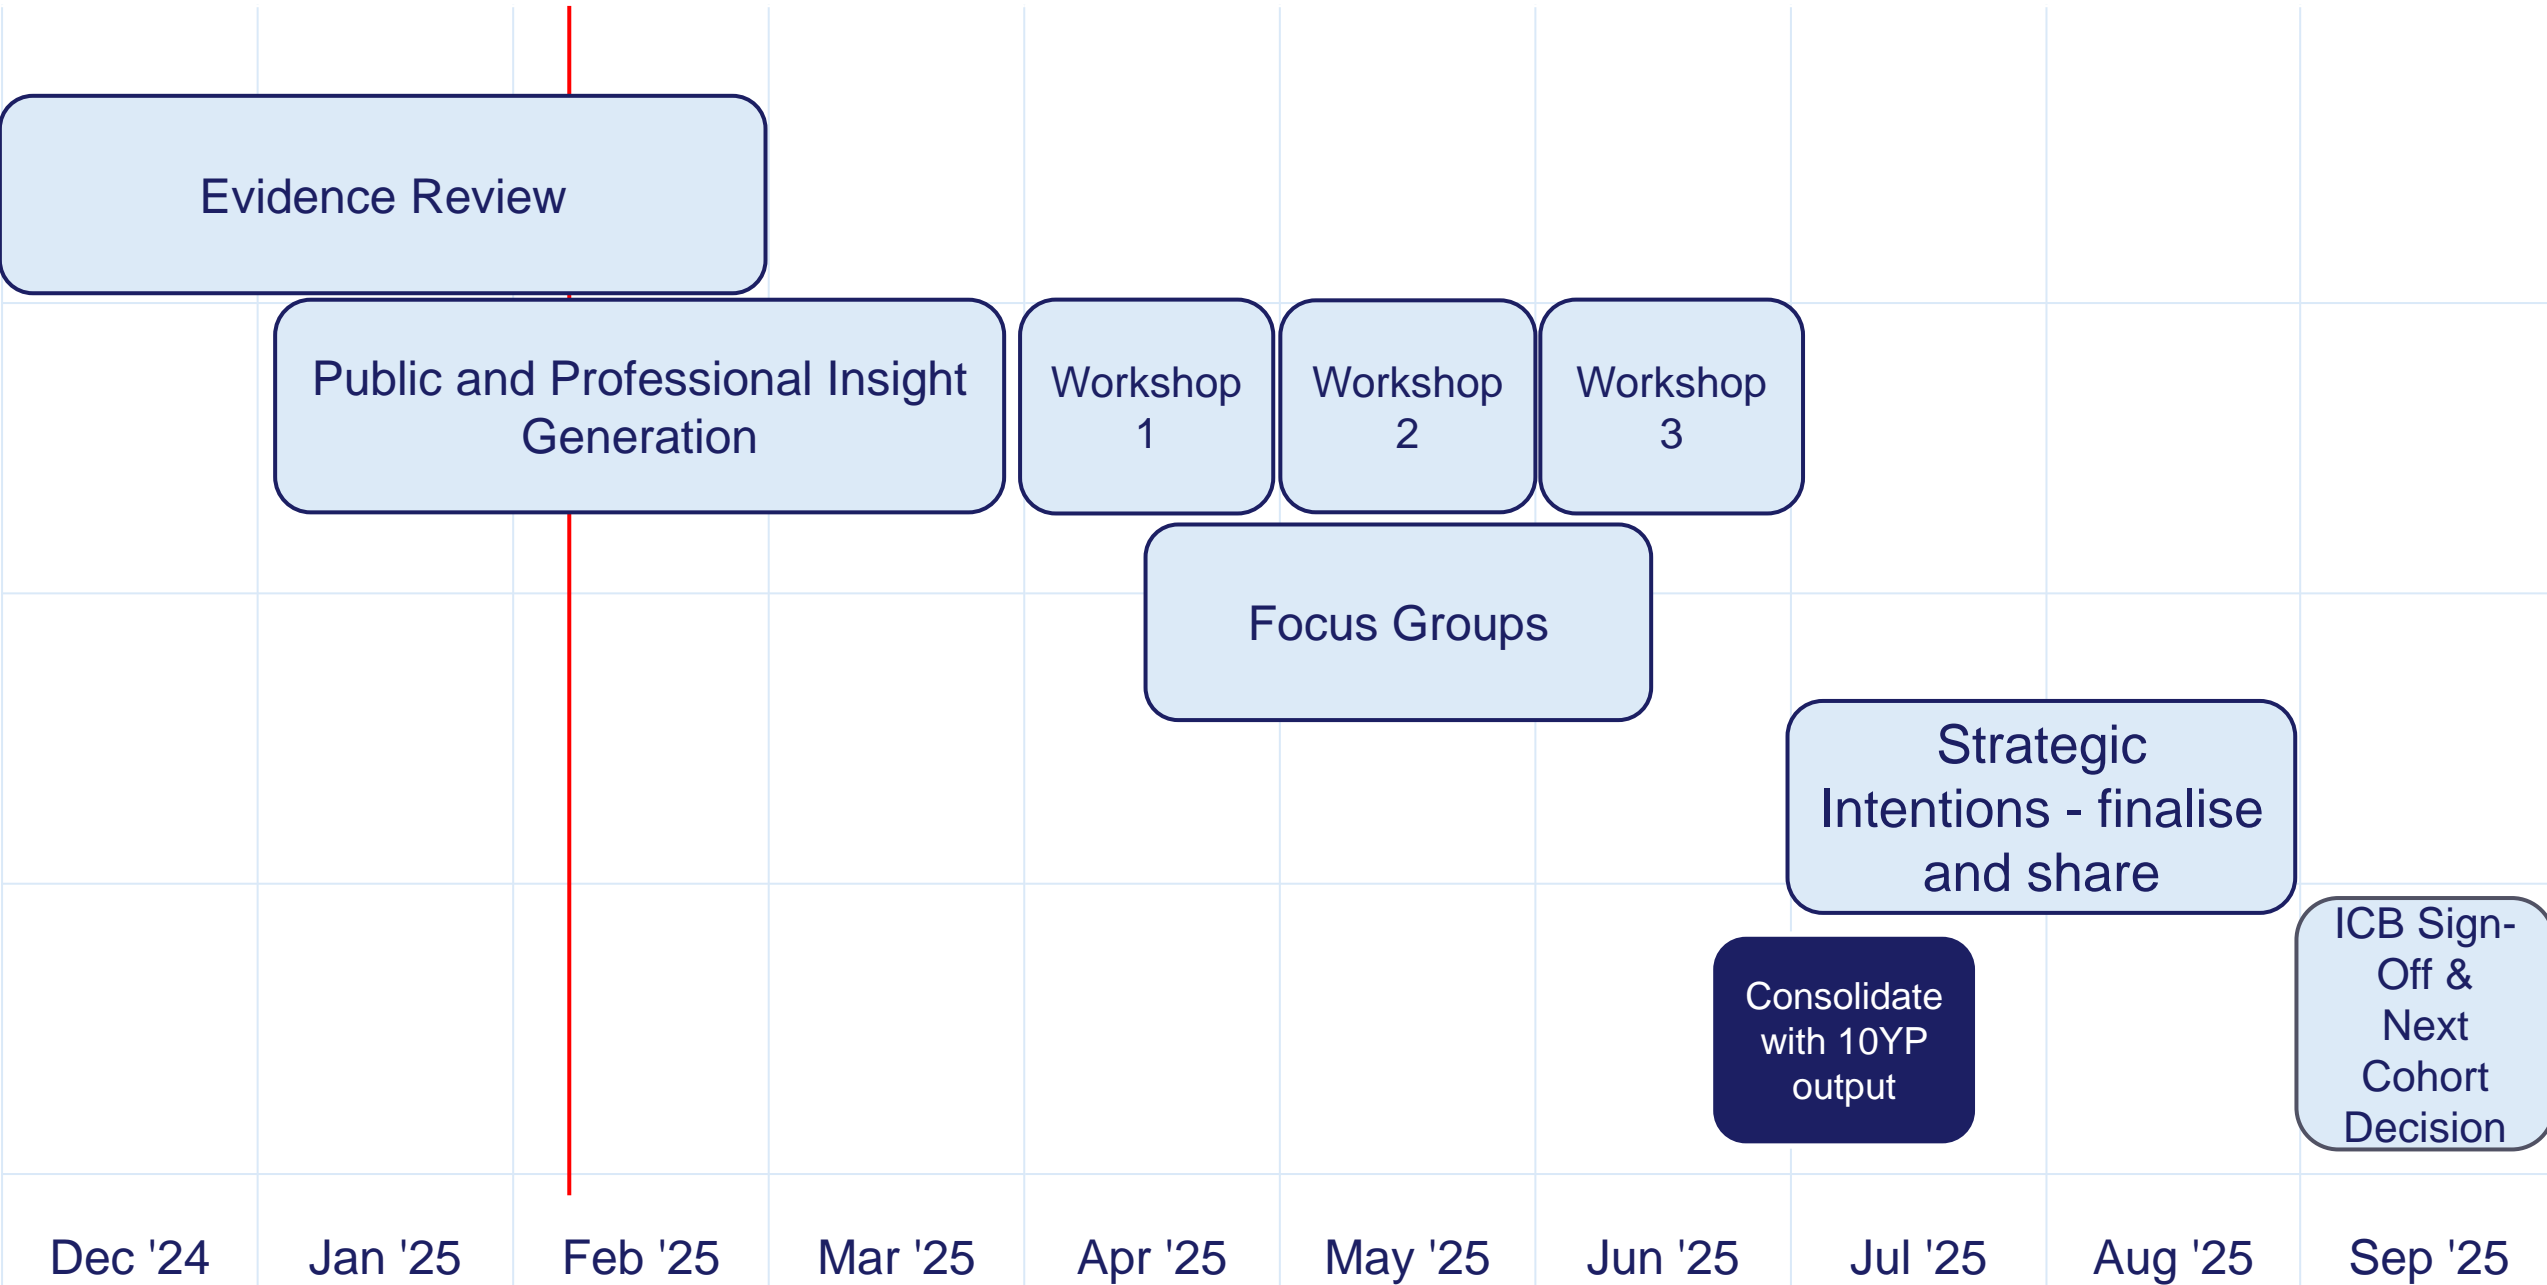 Evidence Review
Public and Professional Insight
Generation
Workshop
1
Workshop
2
Workshop
3
Focus Groups
Strategic
Intentions - finalise
and share
Consolidate
with 10YP
output
ICB Sign-
Off &
Next
Cohort
Decision
Dec '24
Jan '25
Feb '25
Mar '25
Apr '25
May '25
Jun '25
Jul '25
Aug '25
Sep '25